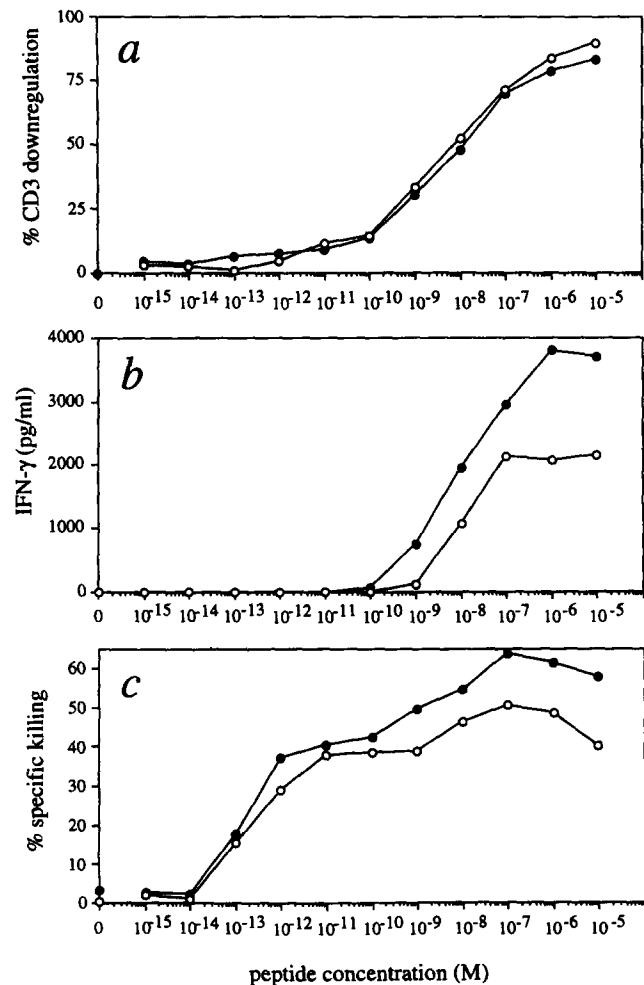 a
% CD3 downregulation
100
75
50
25
0
0 10-15 10-14 10-13 10-12 10-11 10-10 10-9 10-8 10-7 10-6 10-5
b
IFN-γ (pg/ml)
4000
3000
2000
1000
0
0 10-15 10-14 10-13 10-12 10-11 10-10 10-9 10-8 10-7 10-6 10-5
c
% specific killing
60
50
40
30
20
10
0
0 10-15 10-14 10-13 10-12 10-11 10-10 10-9 10-8 10-7 10-6 10-5
peptide concentration (M)